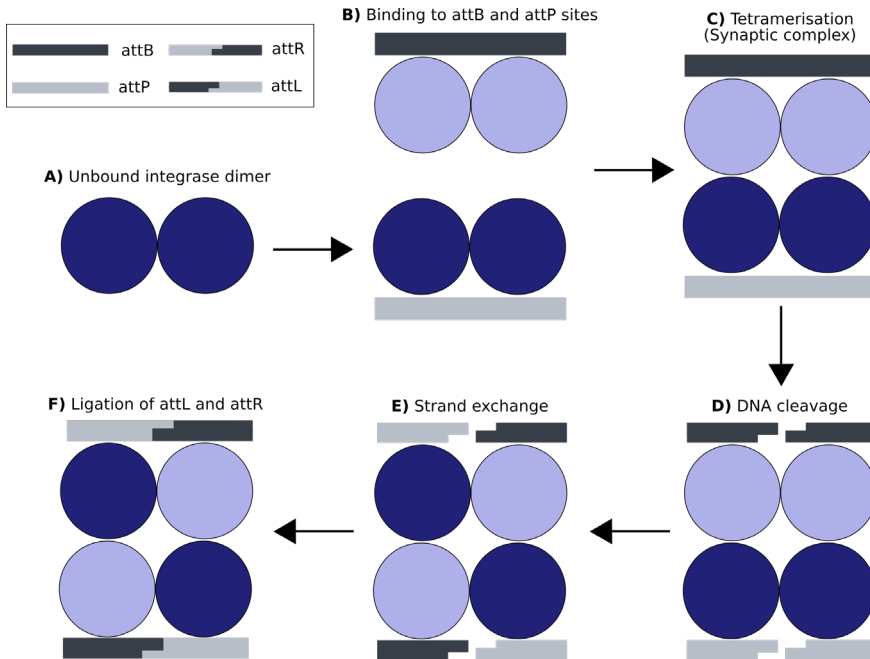 attB
attR
attP
attL
A) Unbound integrase dimer
B) Binding to attB and attP sites
C) Tetramerisation
(Synaptic complex)
D) DNA cleavage
E) Strand exchange
F) Ligation of attL and attR